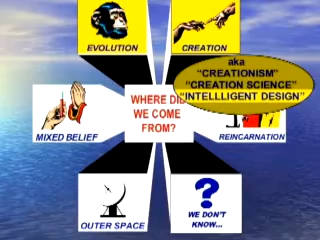 EVOLUTION
CREATION
aka
“CREATIONISM”
“CREATION SCIENCE”
“INTELLLIGENT DESIGN”
WHERE DID
WE COME
FROM?
MIXED BELIEF
REINCARNATION
OUTER SPACE
WE DON'T
KNOW...